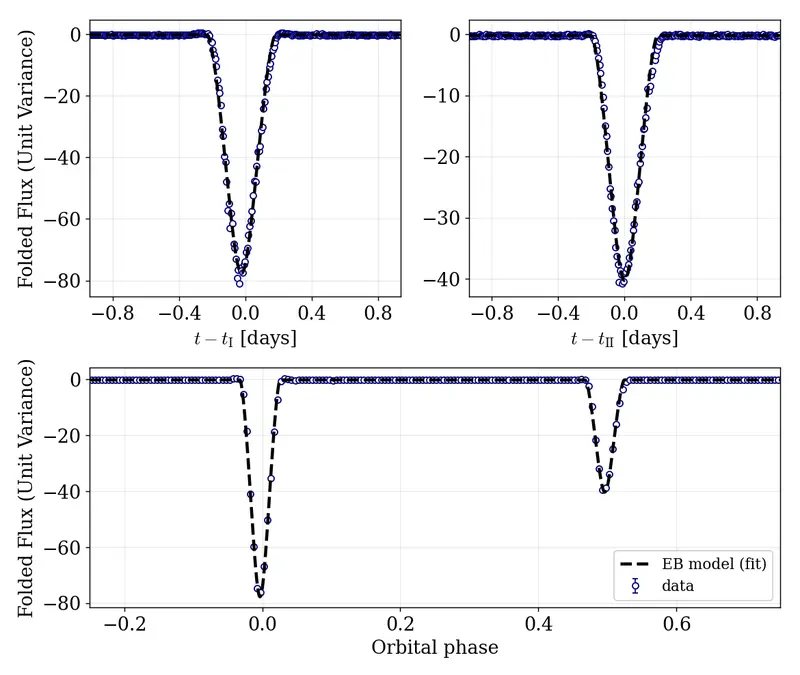 Folded Flux (Unit Variance)
0
−20
−40
−60
−80
−0.8 −0.4 0.0 0.4 0.8
t − tI [days]
0
−10
−20
−30
−40
−0.8 −0.4 0.0 0.4 0.8
t − tII [days]
Folded Flux (Unit Variance)
0
−20
−40
−60
−80
−0.2 0.0 0.2 0.4 0.6
Orbital phase
EB model (fit)
data